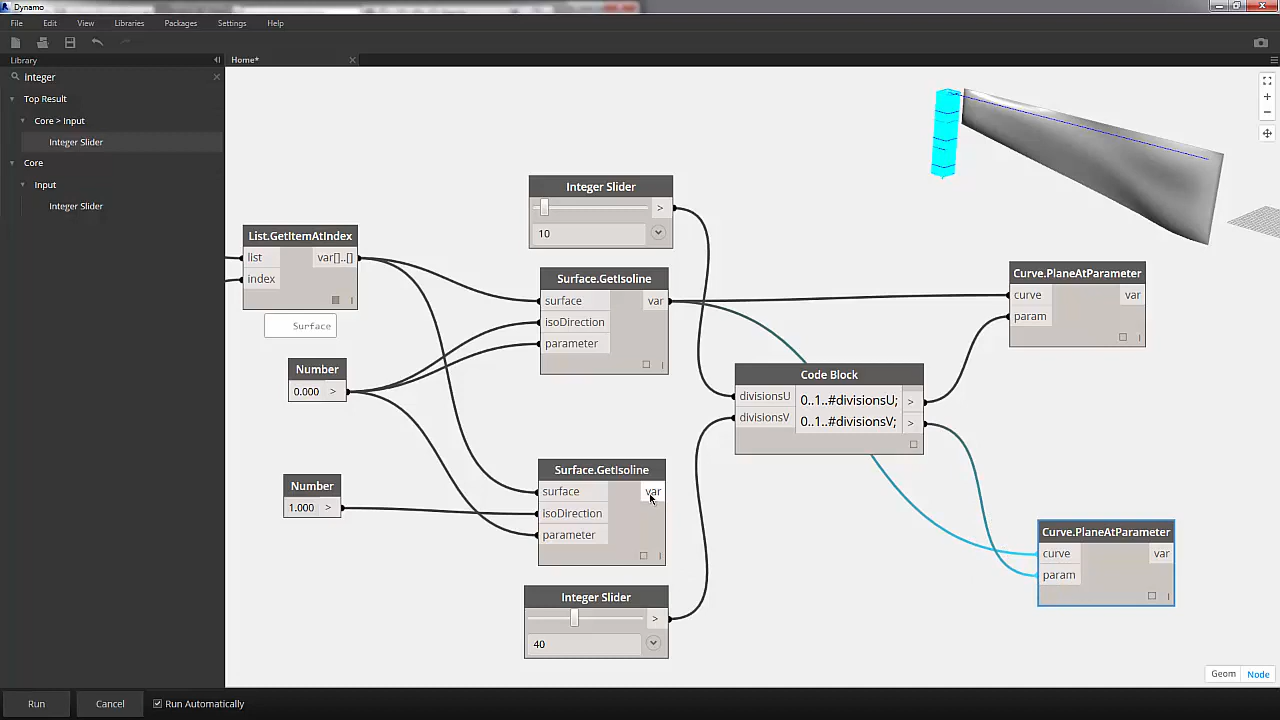 Dynamo
File Edit View Libraries Packages Settings Help
Library
Home*
integer
Top Result
Core > Input
Integer Slider
Core
Input
Integer Slider
List.GetItemAtIndex
list var[]..[]
index
Surface
Number
0.000 >
Number
1.000 >
Integer Slider
>
10
Surface.GetIsoline
surface var
isoDirection
parameter
Surface.GetIsoline
surface var
isoDirection
parameter
Integer Slider
>
40
Code Block
divisionsU 0..1..#divisionsU; >
divisionsV 0..1..#divisionsV; >
Curve.PlaneAtParameter
curve var
param
Curve.PlaneAtParameter
curve var
param
Geom Node
Run Cancel Run Automatically